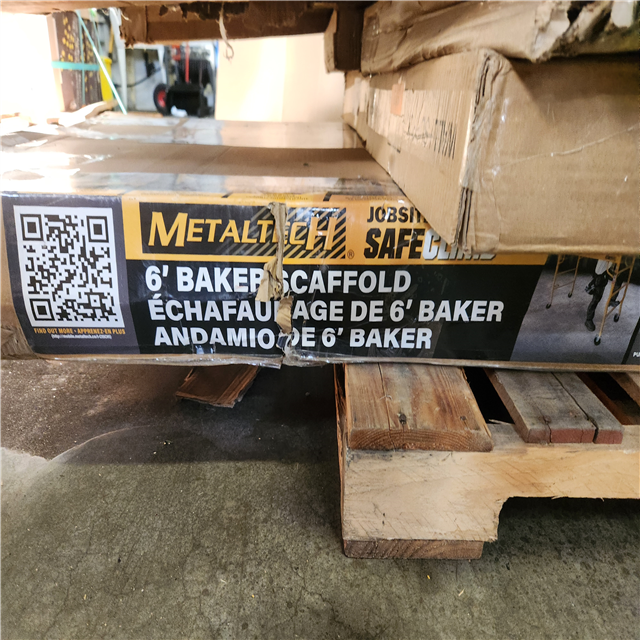 METALTECH®
JOBSITE
SAFECLIMB
6' BAKER SCAFFOLD
ÉCHAFAUDAGE DE 6' BAKER
ANDAMIO DE 6' BAKER
FIND OUT MORE • APPRENEZ-EN PLUS